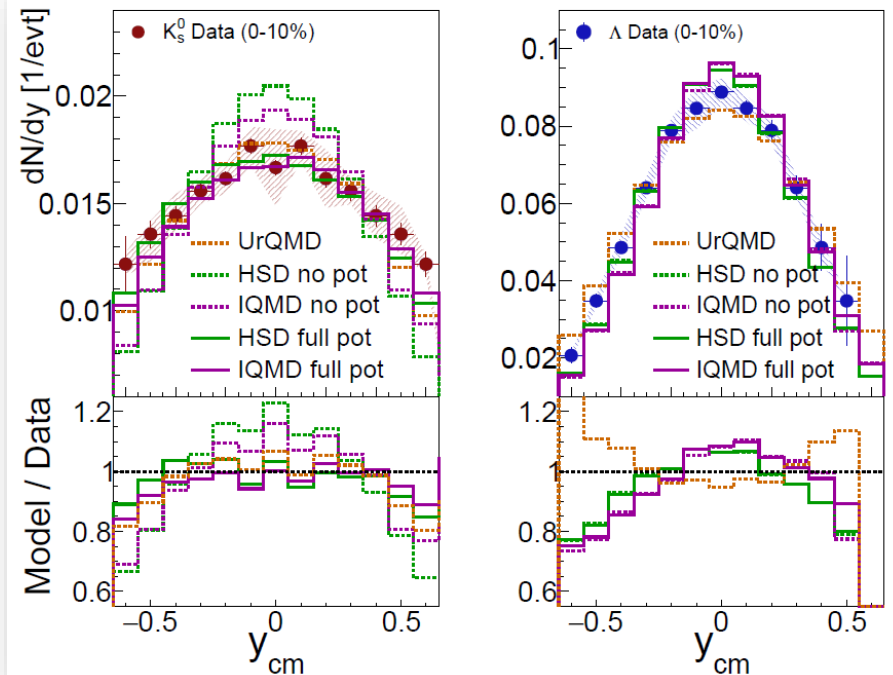 K⁰ₛ Data (0-10%)
dN/dy [1/evt]
0.02
0.015
0.01
UrQMD
HSD no pot
IQMD no pot
HSD full pot
IQMD full pot
Λ Data (0-10%)
0.1
0.08
0.06
0.04
0.02
UrQMD
HSD no pot
IQMD no pot
HSD full pot
IQMD full pot
Model / Data
1.2
1
0.8
0.6
−0.5 0 0.5
y_cm
1.2
1
0.8
0.6
−0.5 0 0.5
y_cm